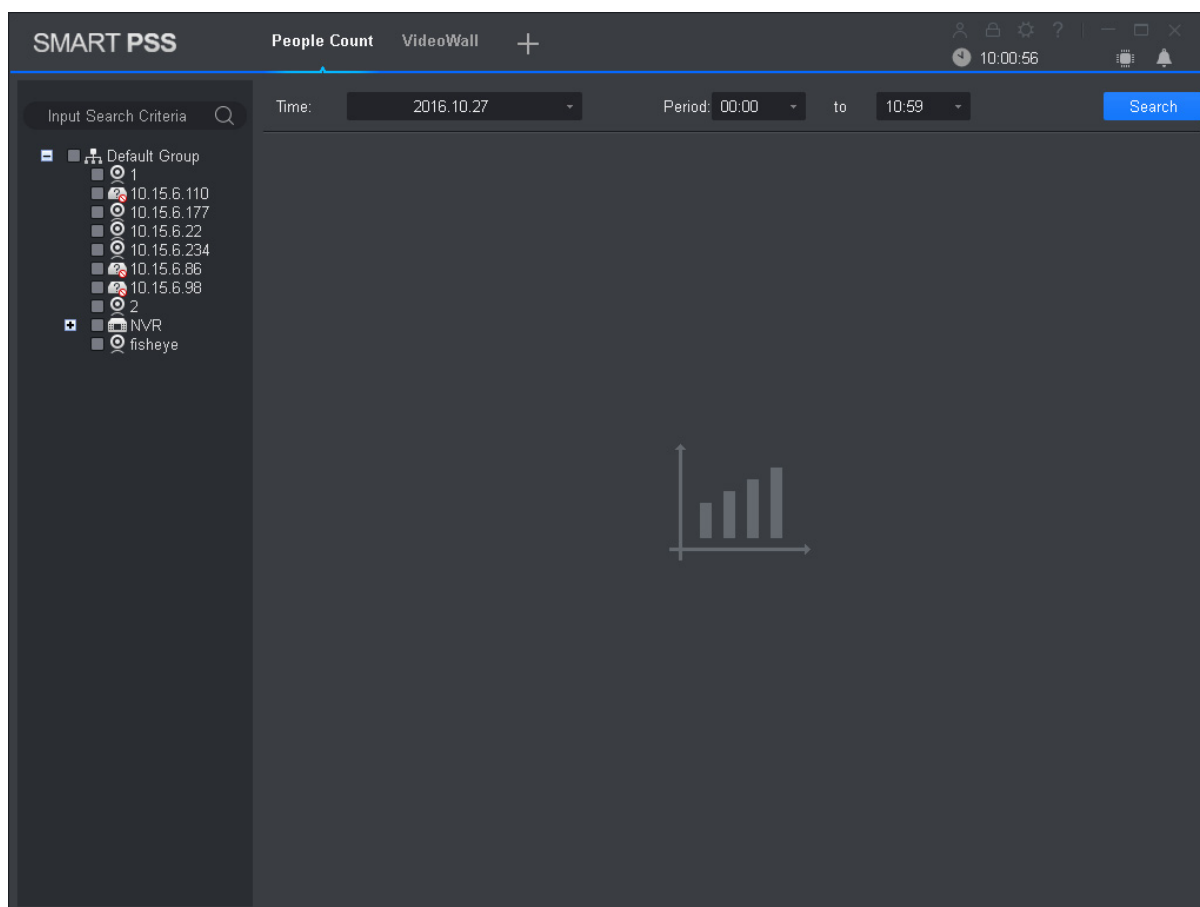 SMART PSS
People Count
VideoWall
10:00:56
Input Search Criteria
Time:
2016.10.27
Period:
00:00
to
10:59
Search
Default Group
1
10.15.6.110
10.15.6.177
10.15.6.22
10.15.6.234
10.15.6.86
10.15.6.98
2
NVR
fisheye